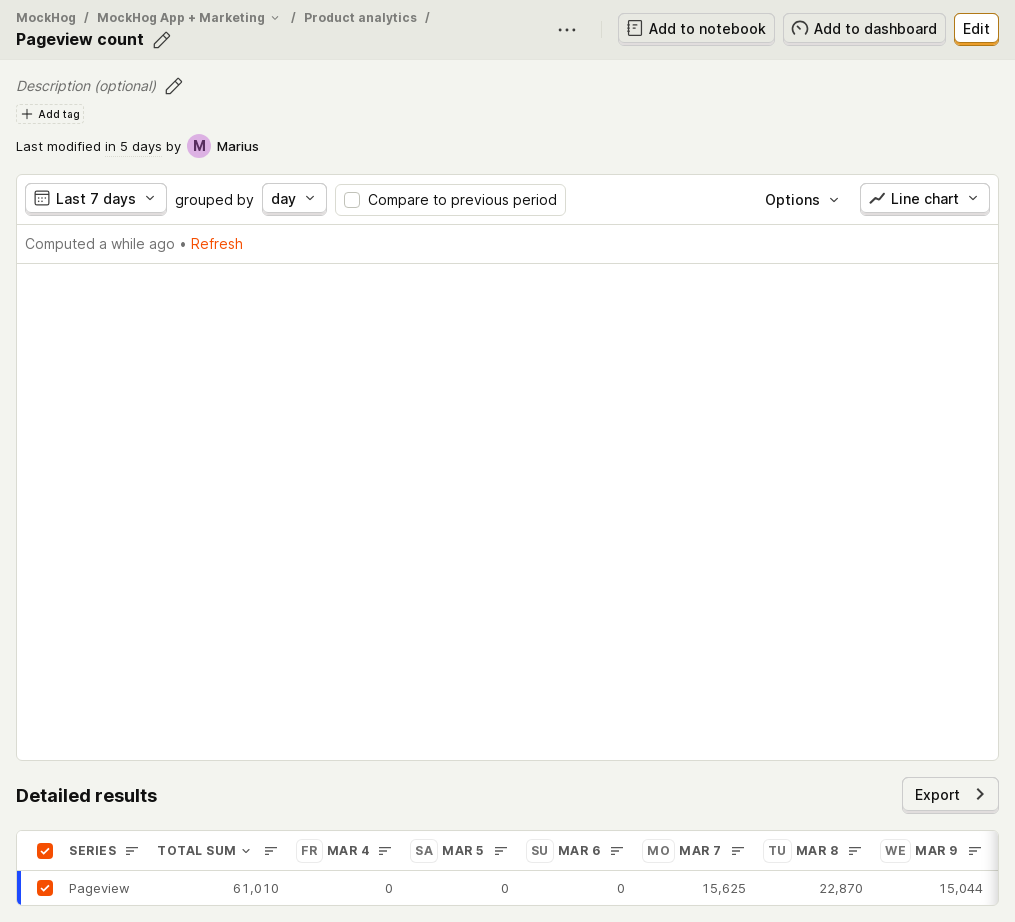 MockHog / MockHog App + Marketing / Product analytics /
Pageview count
Add to notebook
Add to dashboard
Edit
Description (optional)
Add tag
Last modified in 5 days by M Marius
Last 7 days grouped by day Compare to previous period Options Line chart
Computed a while ago • Refresh
Detailed results
Export
SERIES TOTAL SUM FR MAR 4 SA MAR 5 SU MAR 6 MO MAR 7 TU MAR 8 WE MAR 9
Pageview 61,010 0 0 0 15,625 22,870 15,044